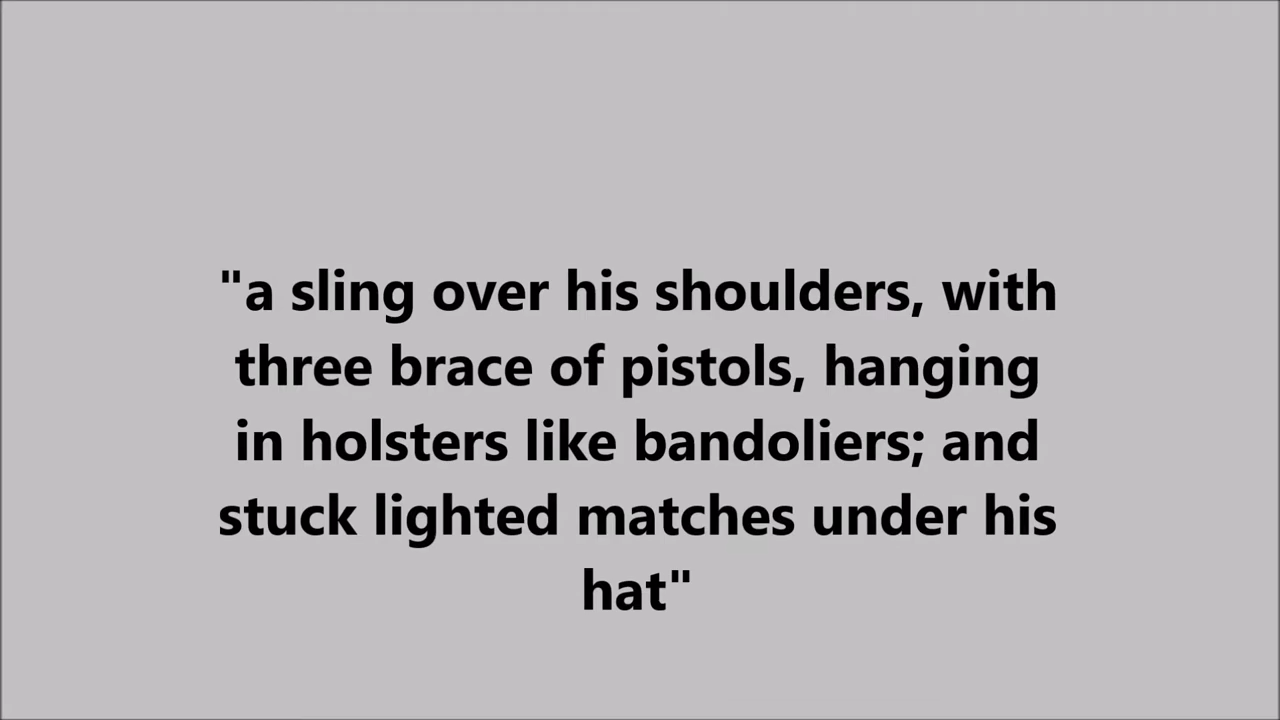 "a sling over his shoulders, with
three brace of pistols, hanging
in holsters like bandoliers; and
stuck lighted matches under his
hat"